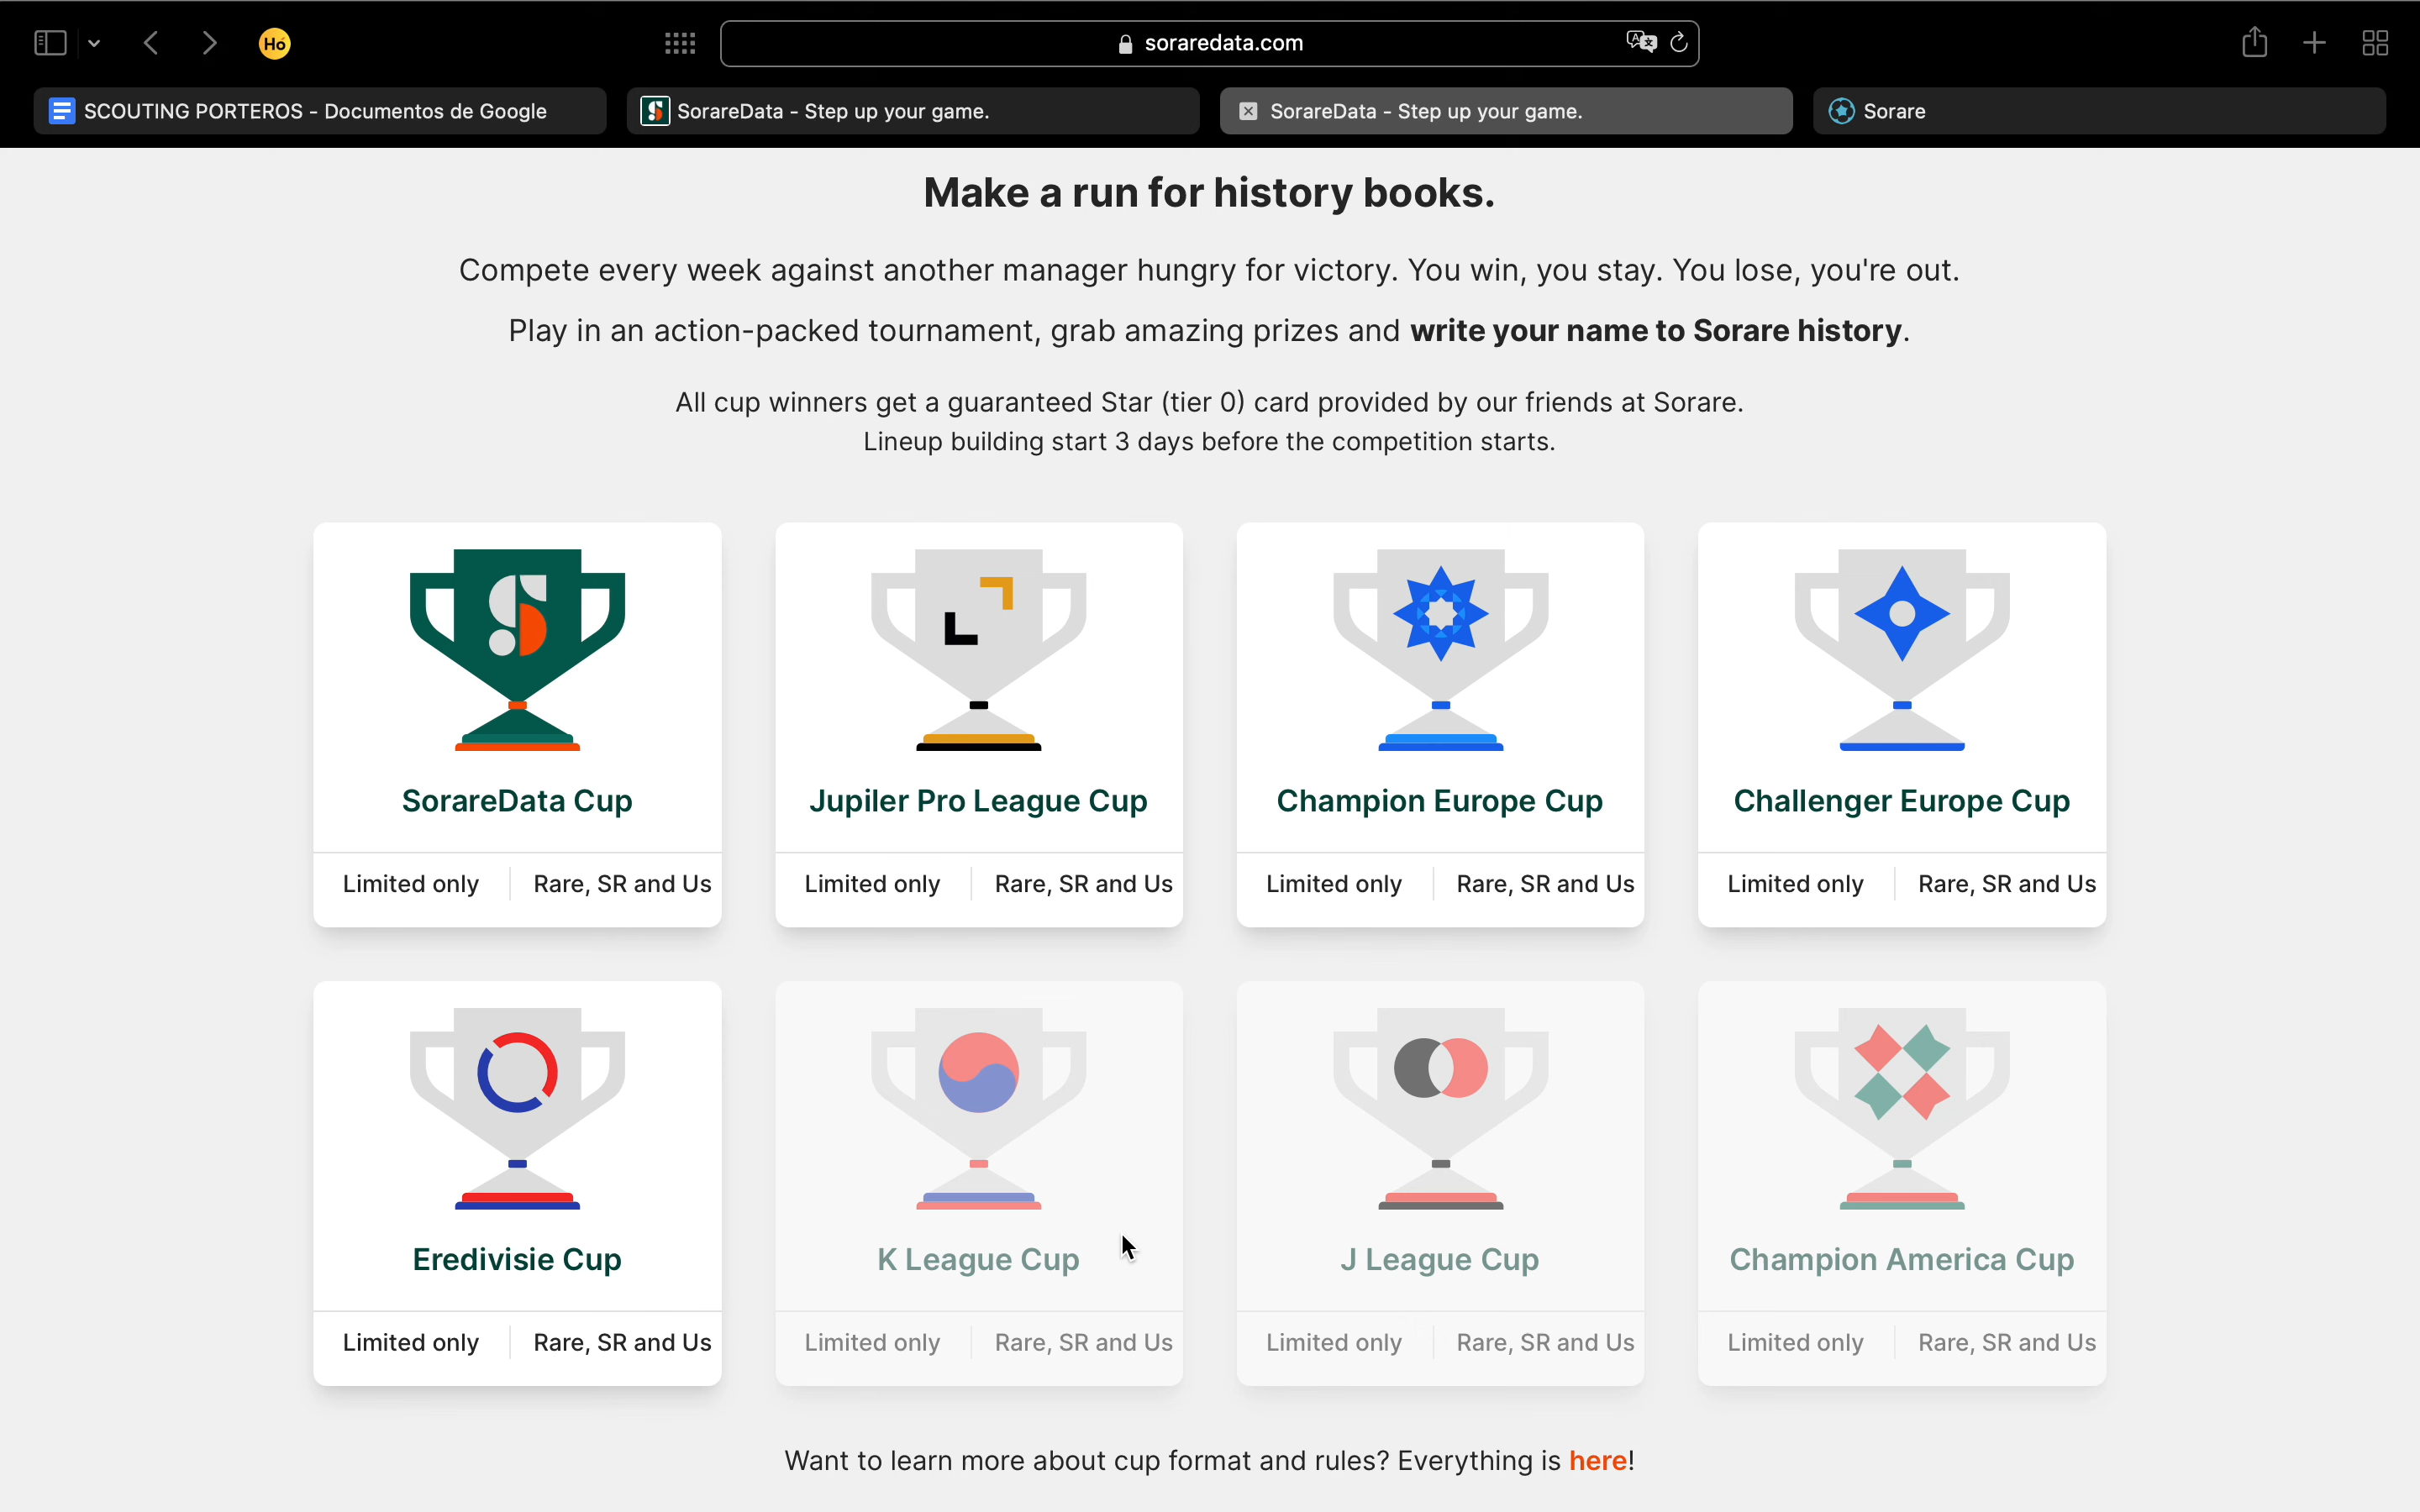 Hó
soraredata.com
SCOUTING PORTEROS - Documentos de Google
SorareData - Step up your game.
SorareData - Step up your game.
Sorare
Make a run for history books.
Compete every week against another manager hungry for victory. You win, you stay. You lose, you're out.
Play in an action-packed tournament, grab amazing prizes and write your name to Sorare history.
All cup winners get a guaranteed Star (tier 0) card provided by our friends at Sorare.
Lineup building start 3 days before the competition starts.
SorareData Cup
Jupiler Pro League Cup
Champion Europe Cup
Challenger Europe Cup
Limited only Rare, SR and Us
Limited only Rare, SR and Us
Limited only Rare, SR and Us
Limited only Rare, SR and Us
Eredivisie Cup
K League Cup
J League Cup
Champion America Cup
Limited only Rare, SR and Us
Limited only Rare, SR and Us
Limited only Rare, SR and Us
Limited only Rare, SR and Us
Want to learn more about cup format and rules? Everything is here!